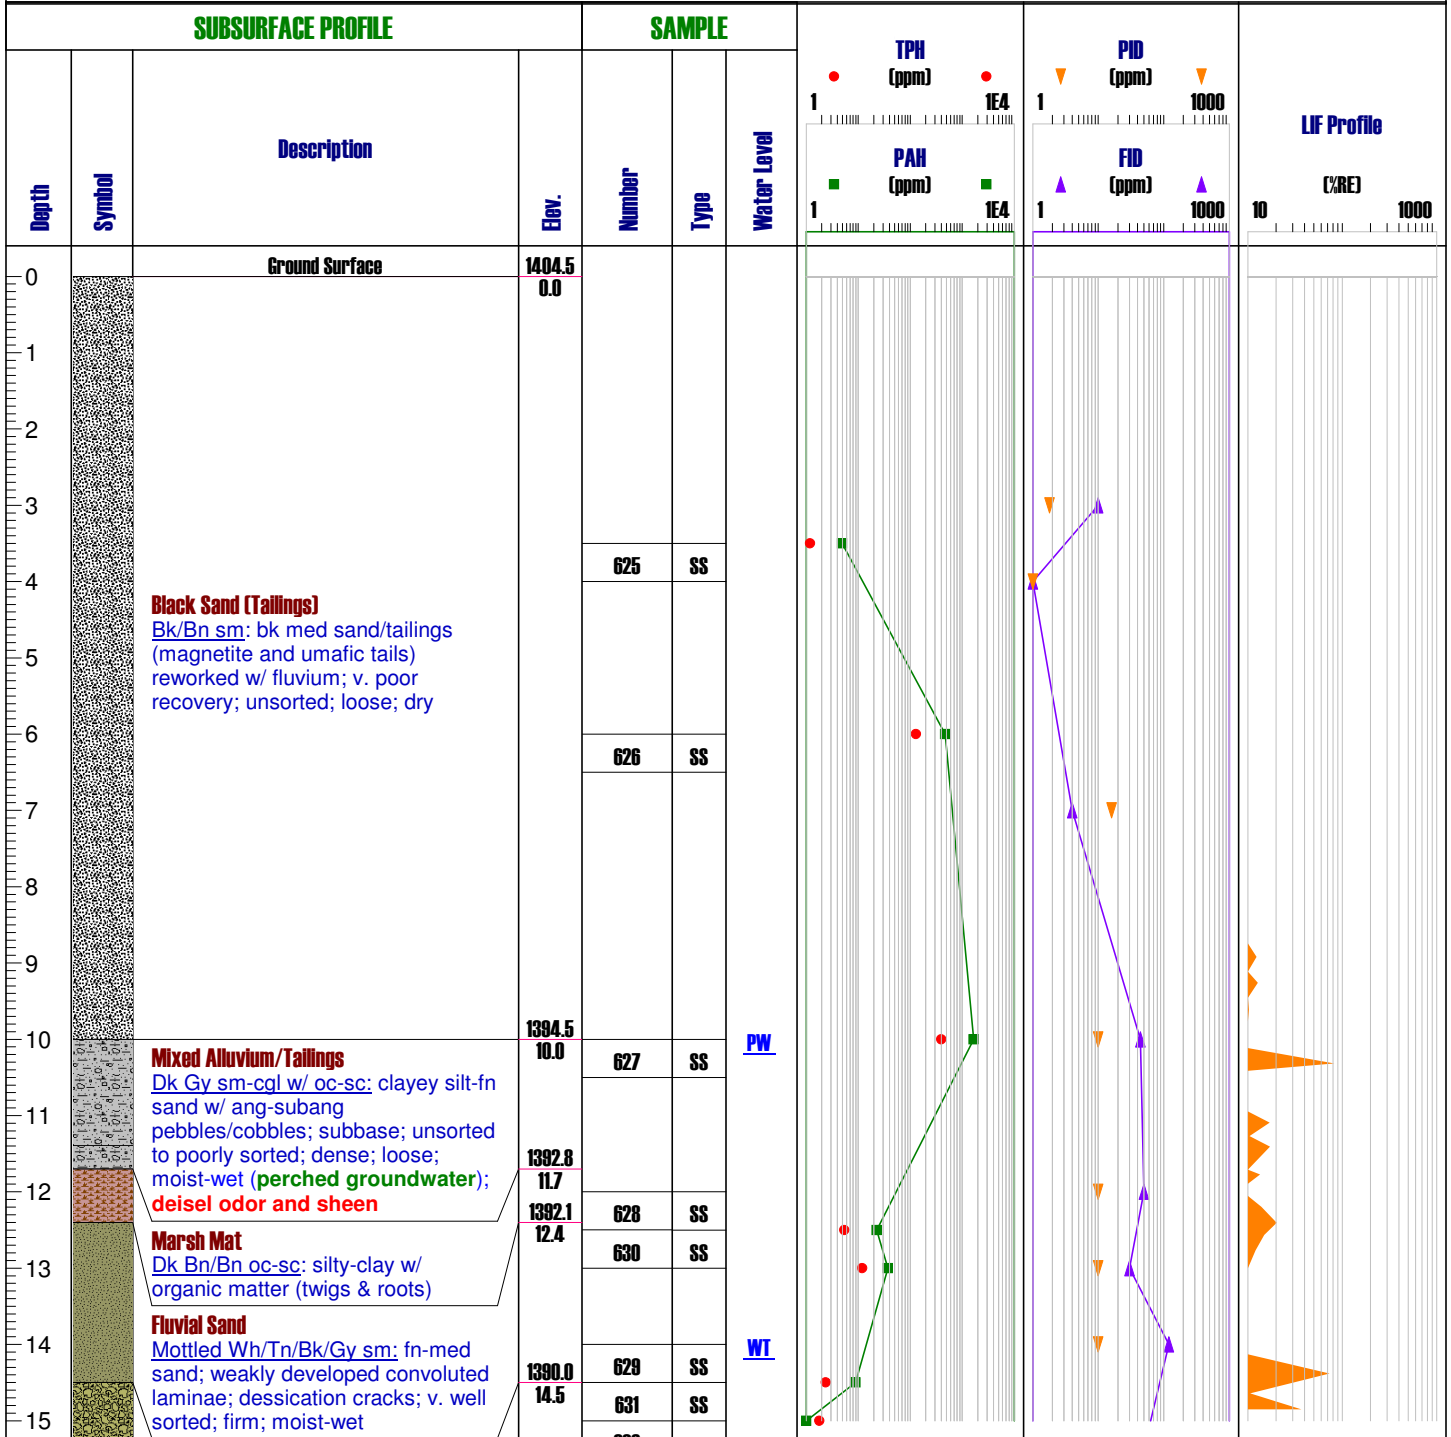 SUBSURFACE PROFILE
SAMPLE
Depth
Symbol
Description
Elev.
Number
Type
Water Level
TPH
(ppm)
1
1E4
PAH
(ppm)
1
1E4
PID
(ppm)
1
1000
FID
(ppm)
1
1000
LIF Profile
(%RE)
10
1000
0
1
2
3
4
5
6
7
8
9
10
11
12
13
14
15
Ground Surface
1404.5
0.0
Black Sand (Tailings)
Bk/Bn sm: bk med sand/tailings
(magnetite and umafic tails)
reworked w/ fluvium; v. poor
recovery; unsorted; loose; dry
1394.5
10.0
Mixed Alluvium/Tailings
Dk Gy sm-cgl w/ oc-sc: clayey silt-fn
sand w/ ang-subang
pebbles/cobbles; subbase; unsorted
to poorly sorted; dense; loose;
moist-wet (perched groundwater);
deisel odor and sheen
1392.8
11.7
1392.1
12.4
Marsh Mat
Dk Bn/Bn oc-sc: silty-clay w/
organic matter (twigs & roots)
Fluvial Sand
Mottled Wh/Tn/Bk/Gy sm: fn-med
sand; weakly developed convoluted
laminae; dessication cracks; v. well
sorted; firm; moist-wet
1390.0
14.5
625 SS
626 SS
627 SS
628 SS
630 SS
629 SS
631 SS
PW
WT